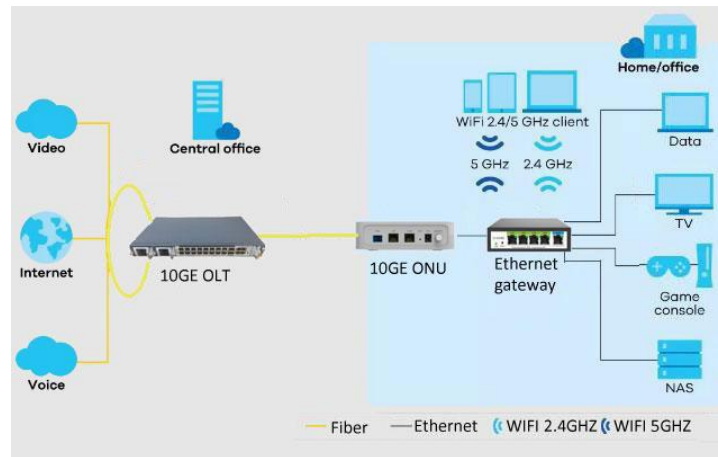 Home/office
Video
Central office
WiFi 2.4/5 GHz client
Data
5 GHz
2.4 GHz
Internet
10GE OLT
10GE ONU
Ethernet
gateway
TV
Game
console
Voice
NAS
Fiber
Ethernet
WIFI 2.4GHZ
WIFI 5GHZ